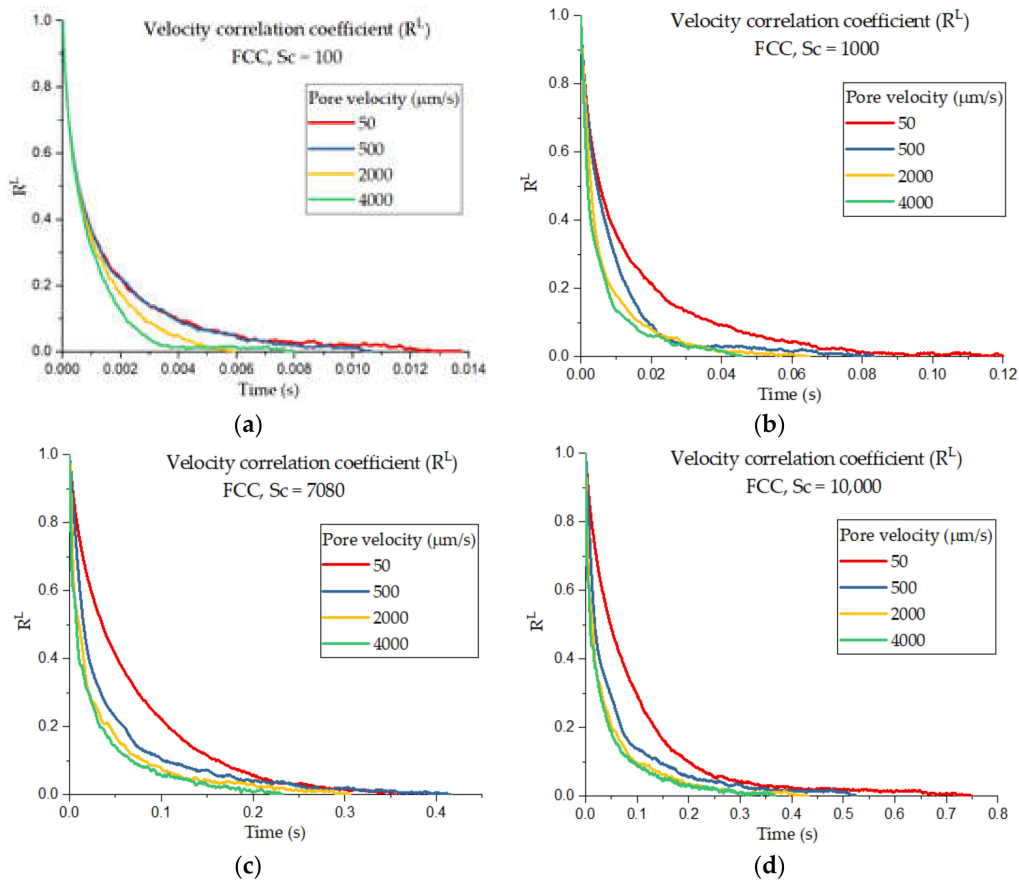 Velocity correlation coefficient (R^L)
FCC, Sc = 100
Pore velocity (μm/s)
50
500
2000
4000
R^L
1.0
0.8
0.6
0.4
0.2
0.0
0.000 0.002 0.004 0.006 0.008 0.010 0.012 0.014
Time (s)
(a)
Velocity correlation coefficient (R^L)
FCC, Sc = 1000
Pore velocity (μm/s)
50
500
2000
4000
R^L
1.0
0.8
0.6
0.4
0.2
0.0
0.00 0.02 0.04 0.06 0.08 0.10 0.12
Time (s)
(b)
Velocity correlation coefficient (R^L)
FCC, Sc = 7080
Pore velocity (μm/s)
50
500
2000
4000
R^L
1.0
0.8
0.6
0.4
0.2
0.0
0.0 0.1 0.2 0.3 0.4
Time (s)
(c)
Velocity correlation coefficient (R^L)
FCC, Sc = 10,000
Pore velocity (μm/s)
50
500
2000
4000
R^L
1.0
0.8
0.6
0.4
0.2
0.0
0.0 0.1 0.2 0.3 0.4 0.5 0.6 0.7 0.8
Time (s)
(d)